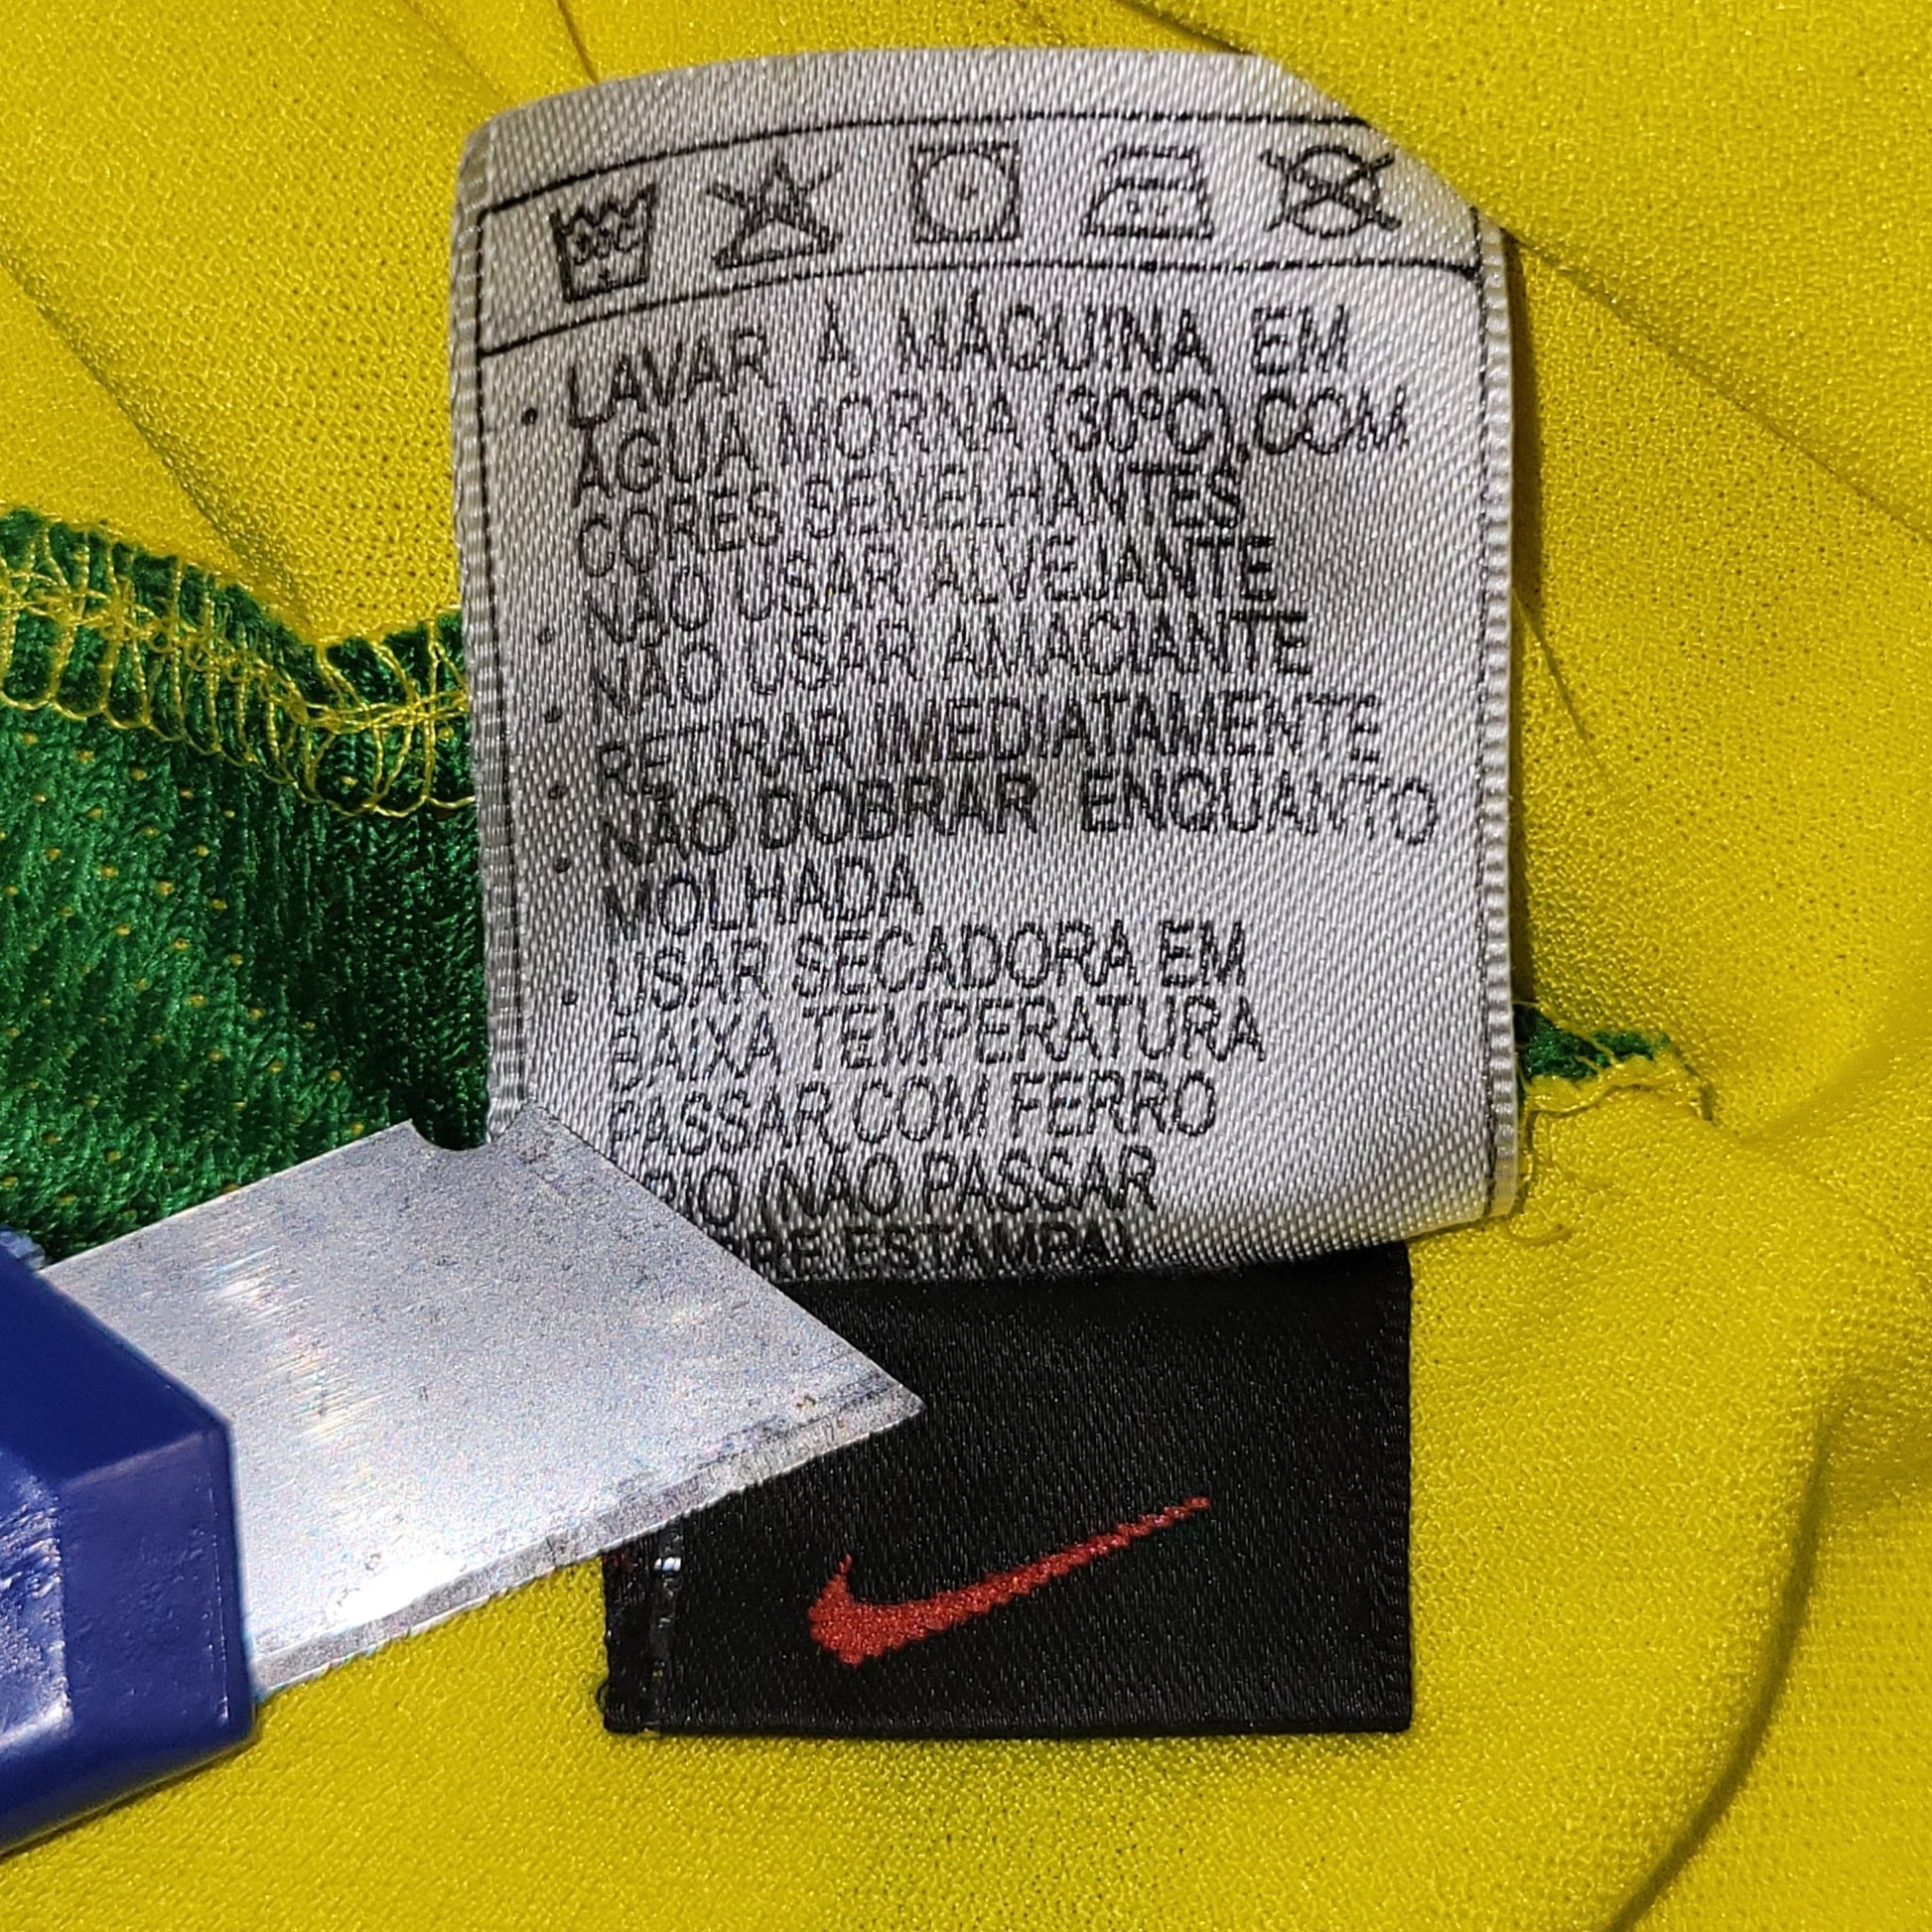 • LAVAR À MÁQUINA EM
ÁGUA MORNA (30°C), COM
CORES SEMELHANTES,
• NÃO USAR ALVEJANTE
• NÃO USAR AMACIANTE
• RETIRAR IMEDIATAMENTE
• NÃO DOBRAR ENQUANTO
MOLHADA
• USAR SECADORA EM
BAIXA TEMPERATURA
PASSAR COM FERRO
(NÃO PASSAR
ESTAMPA)